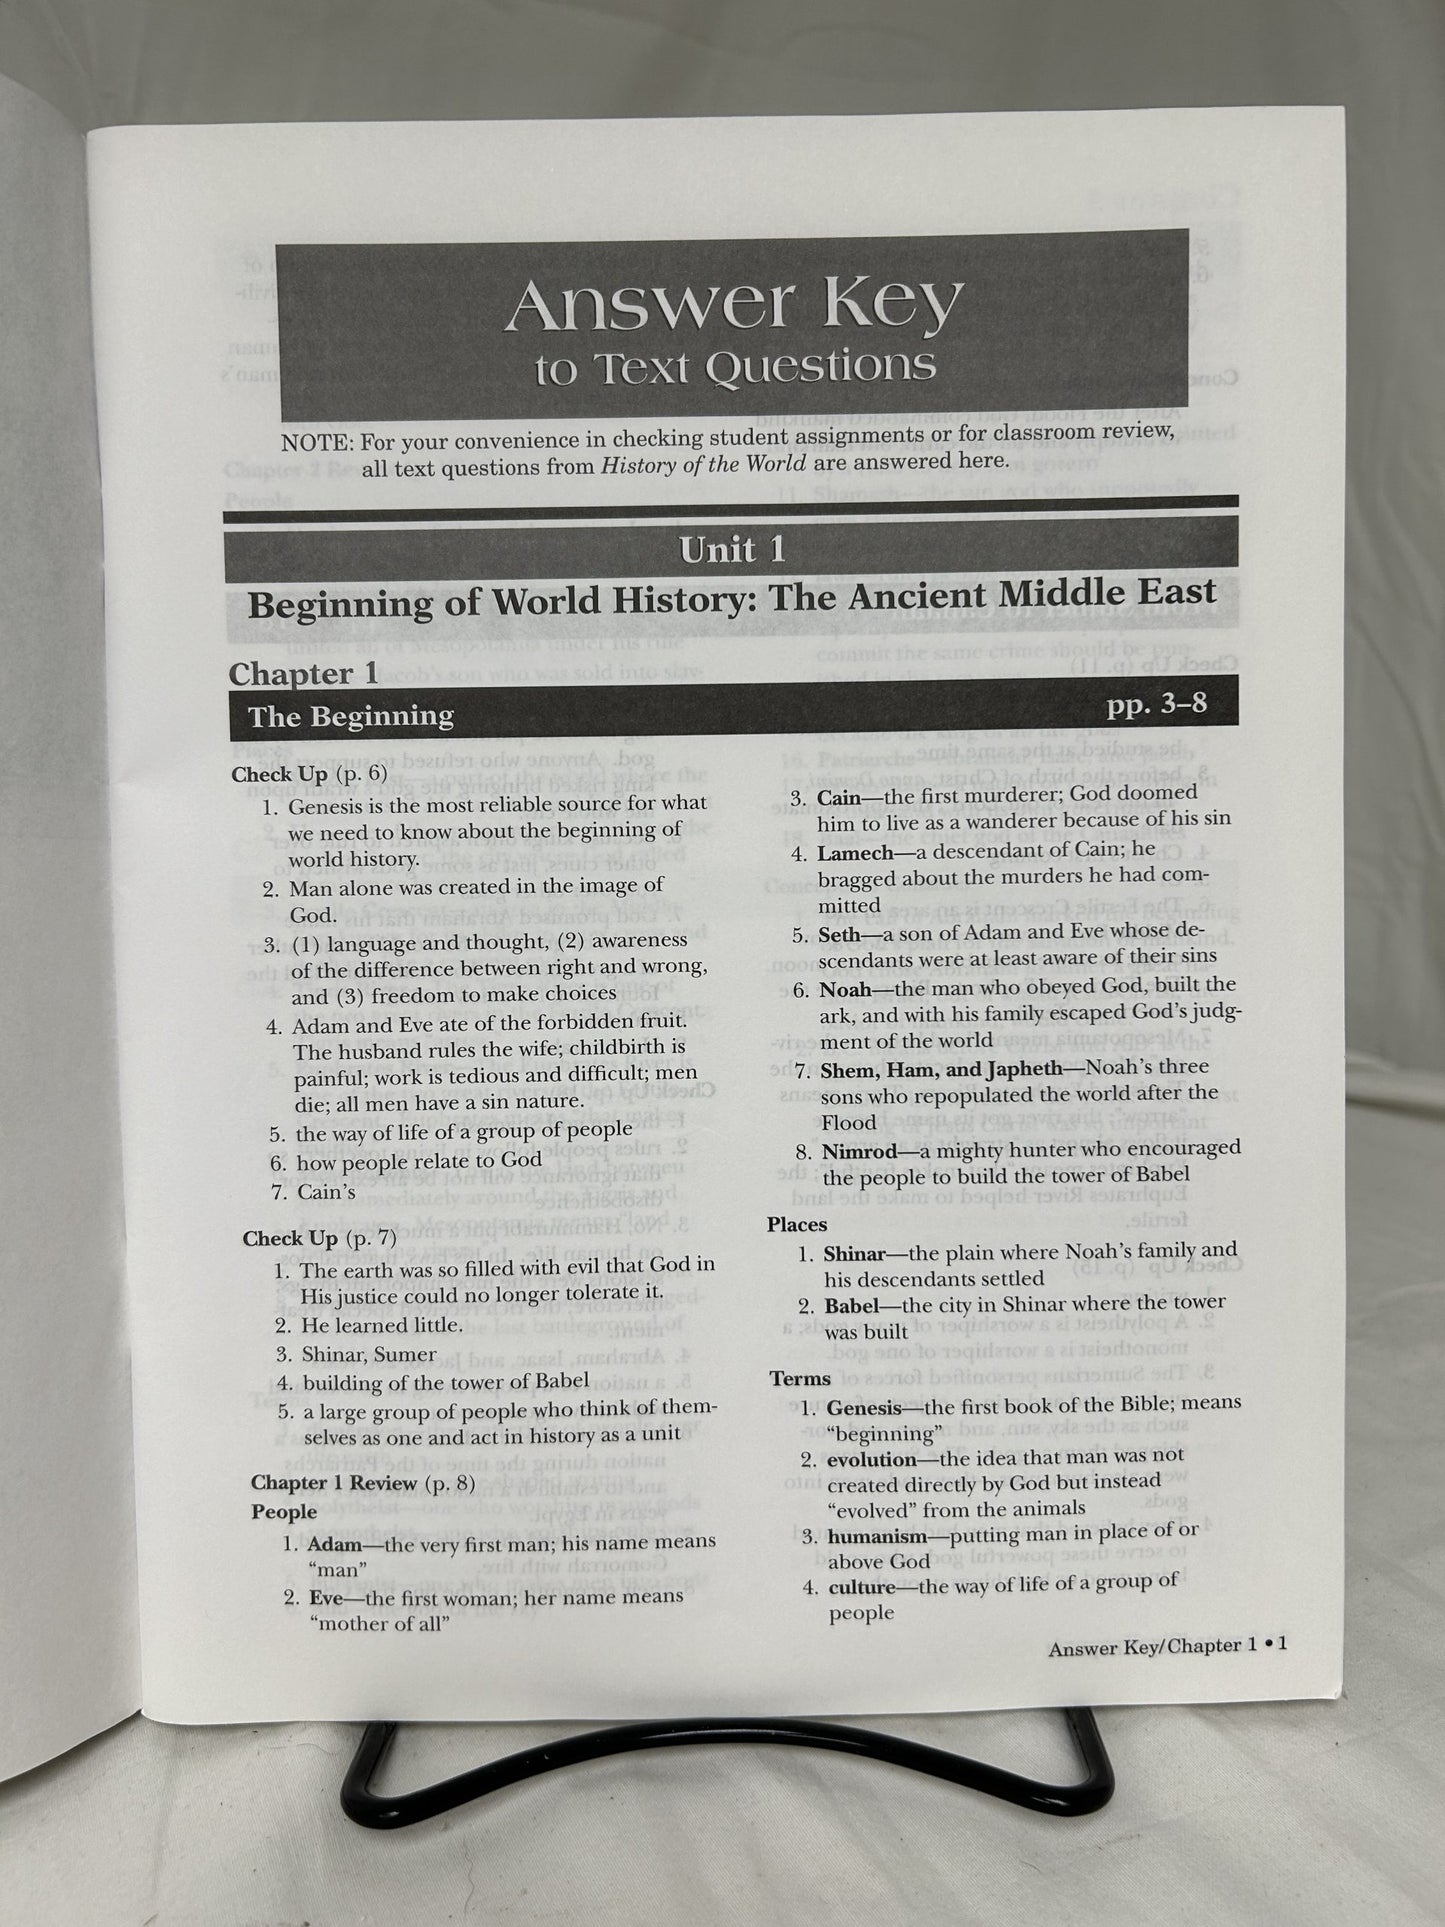 Answer Key
to Text Questions
NOTE: For your convenience in checking student assignments or for classroom review,
all text questions from History of the World are answered here.
Unit 1
Beginning of World History: The Ancient Middle East
Chapter 1
The Beginning pp. 3–8
Check Up (p. 6)
1. Genesis is the most reliable source for what
we need to know about the beginning of
world history.
2. Man alone was created in the image of
God.
3. (1) language and thought, (2) awareness
of the difference between right and wrong,
and (3) freedom to make choices
4. Adam and Eve ate of the forbidden fruit.
The husband rules the wife; childbirth is
painful; work is tedious and difficult; men
die; all men have a sin nature.
5. the way of life of a group of people
6. how people relate to God
7. Cain's
Check Up (p. 7)
1. The earth was so filled with evil that God in
His justice could no longer tolerate it.
2. He learned little.
3. Shinar, Sumer
4. building of the tower of Babel
5. a large group of people who think of them-
selves as one and act in history as a unit
Chapter 1 Review (p. 8)
People
1. Adam—the very first man; his name means
“man”
2. Eve—the first woman; her name means
“mother of all”
3. Cain—the first murderer; God doomed
him to live as a wanderer because of his sin
4. Lamech—a descendant of Cain; he
bragged about the murders he had com-
mitted
5. Seth—a son of Adam and Eve whose de-
scendants were at least aware of their sins
6. Noah—the man who obeyed God, built the
ark, and with his family escaped God's judg-
ment of the world
7. Shem, Ham, and Japheth—Noah's three
sons who repopulated the world after the
Flood
8. Nimrod—a mighty hunter who encouraged
the people to build the tower of Babel
Places
1. Shinar—the plain where Noah's family and
his descendants settled
2. Babel—the city in Shinar where the tower
was built
Terms
1. Genesis—the first book of the Bible; means
“beginning”
2. evolution—the idea that man was not
created directly by God but instead
“evolved” from the animals
3. humanism—putting man in place of or
above God
4. culture—the way of life of a group of
people
Answer Key/Chapter 1 • 1